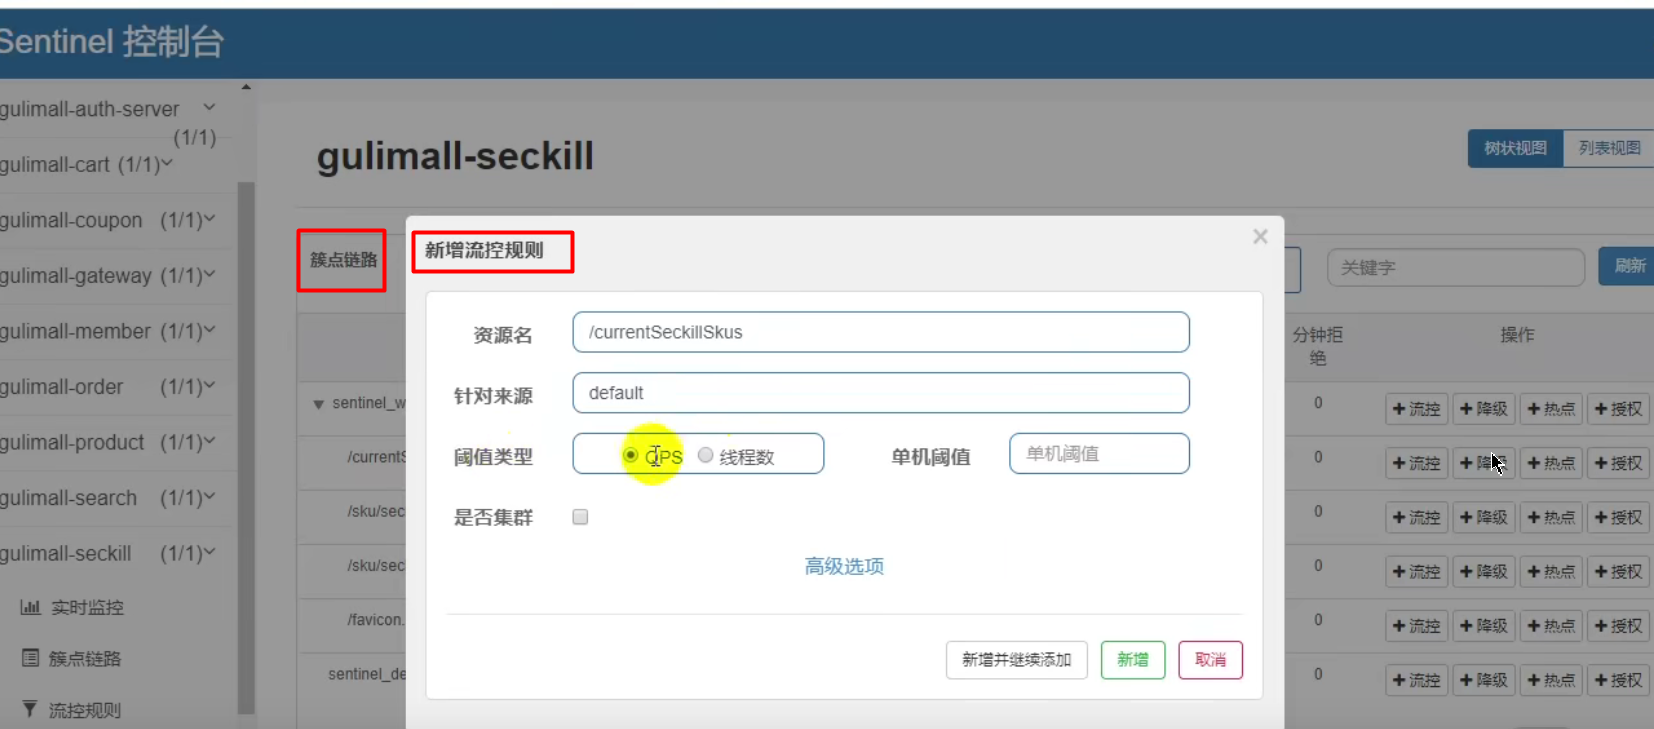 Sentinel 控制台
gulimall-auth-server
(1/1)
gulimall-cart (1/1)
gulimall-coupon (1/1)
gulimall-gateway (1/1)
gulimall-member (1/1)
gulimall-order (1/1)
gulimall-product (1/1)
gulimall-search (1/1)
gulimall-seckill (1/1)
实时监控
簇点链路
流控规则
gulimall-seckill
树状视图 列表视图
簇点链路
关键字 刷新
分钟拒
绝
操作
sentinel_w
0 流控 降级 热点 授权
/currentS
0 流控 降级 热点 授权
/sku/sec
0 流控 降级 热点 授权
/sku/sec
0 流控 降级 热点 授权
/favicon.
0 流控 降级 热点 授权
sentinel_de
0 流控 降级 热点 授权
新增流控规则 ×
资源名 /currentSeckillSkus
针对来源 default
阈值类型 QPS 线程数 单机阈值 单机阈值
是否集群
高级选项
新增并继续添加 新增 取消